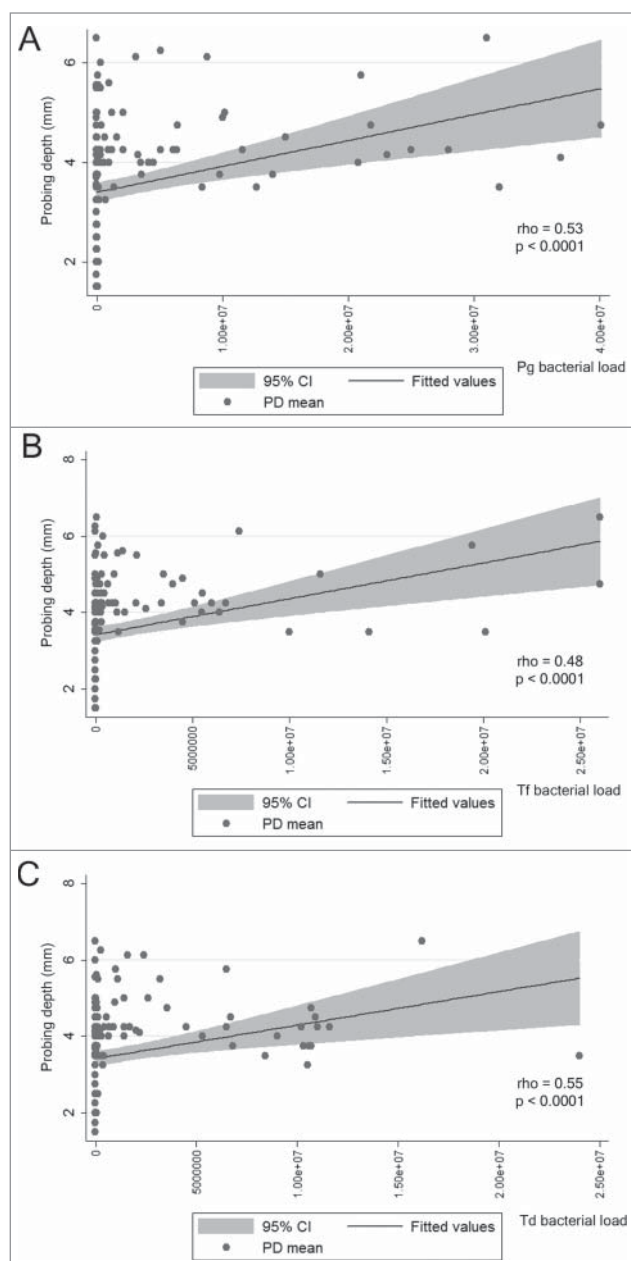 A
Probing depth (mm)
6
4
2
rho = 0.53
p < 0.0001
0
1.00e+07
2.00e+07
3.00e+07
4.00e+07
Pg bacterial load
95% CI
Fitted values
PD mean
B
Probing depth (mm)
8
6
4
2
rho = 0.48
p < 0.0001
0
5000000
1.00e+07
1.50e+07
2.00e+07
2.50e+07
Tf bacterial load
95% CI
Fitted values
PD mean
C
Probing depth (mm)
8
6
4
2
rho = 0.55
p < 0.0001
0
5000000
1.00e+07
1.50e+07
2.00e+07
2.50e+07
Td bacterial load
95% CI
Fitted values
PD mean